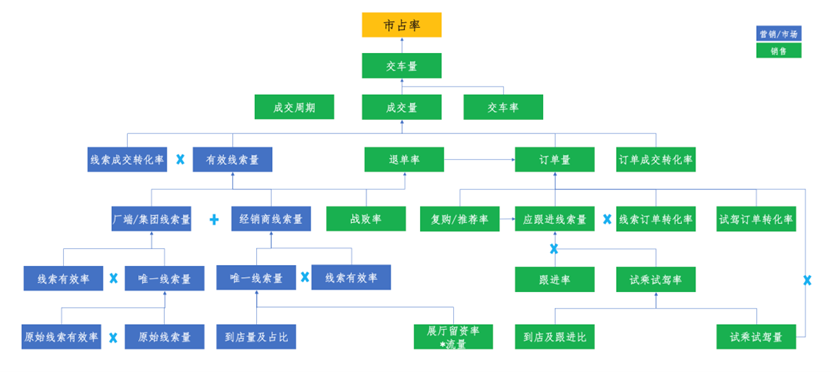 市占率
营销/市场
销售
交车量
成交周期
成交量
交车率
线索成交转化率
x
有效线索量
退单率
订单量
订单成交转化率
厂端/集团线索量
+
经销商线索量
战败率
复购/推荐率
应跟进线索量
x
线索订单转化率
试驾订单转化率
x
线索有效率
x
唯一线索量
唯一线索量
x
线索有效率
跟进率
试乘试驾率
x
原始线索有效率
x
原始线索量
到店量及占比
展厅留资率
*流量
到店及跟进比
试乘试驾量